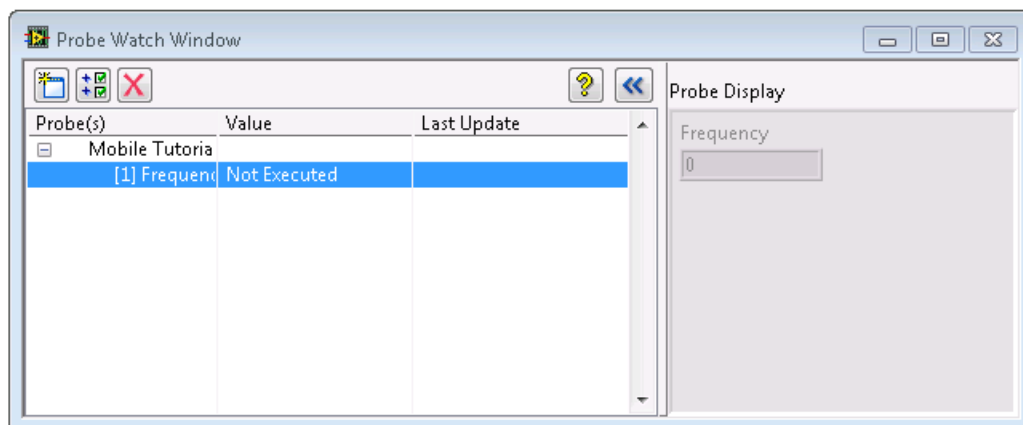 Probe Watch Window
Probe Display
Probe(s) Value Last Update
Mobile Tutoria
[1] Frequenc Not Executed
Frequency
0